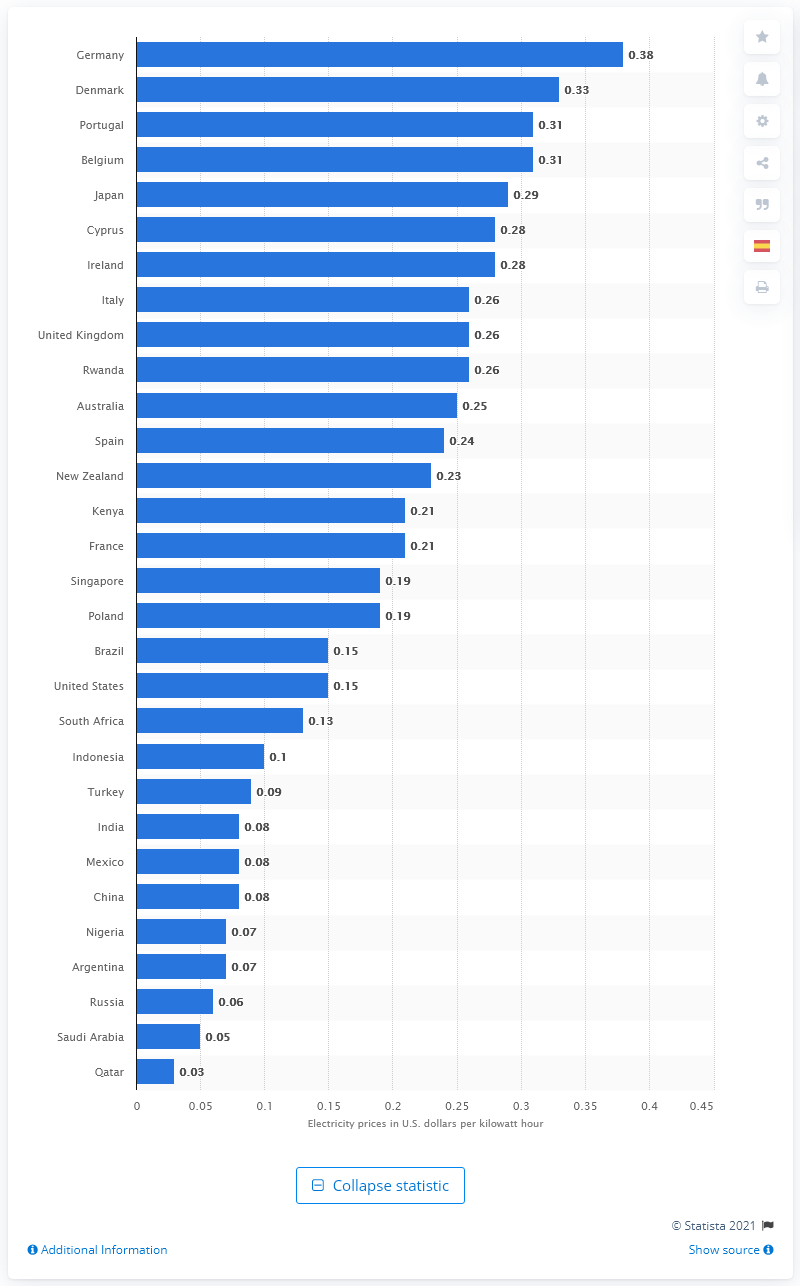 Germany 0.38
Denmark 0.33
Portugal 0.31
Belgium 0.31
Japan 0.29
Cyprus 0.28
Ireland 0.28
Italy 0.26
United Kingdom 0.26
Rwanda 0.26
Australia 0.25
Spain 0.24
New Zealand 0.23
Kenya 0.21
France 0.21
Singapore 0.19
Poland 0.19
Brazil 0.15
United States 0.15
South Africa 0.13
Indonesia 0.1
Turkey 0.09
India 0.08
Mexico 0.08
China 0.08
Nigeria 0.07
Argentina 0.07
Russia 0.06
Saudi Arabia 0.05
Qatar 0.03
0 0.05 0.1 0.15 0.2 0.25 0.3 0.35 0.4 0.45
Electricity prices in U.S. dollars per kilowatt hour
Collapse statistic
© Statista 2021
Additional Information Show source